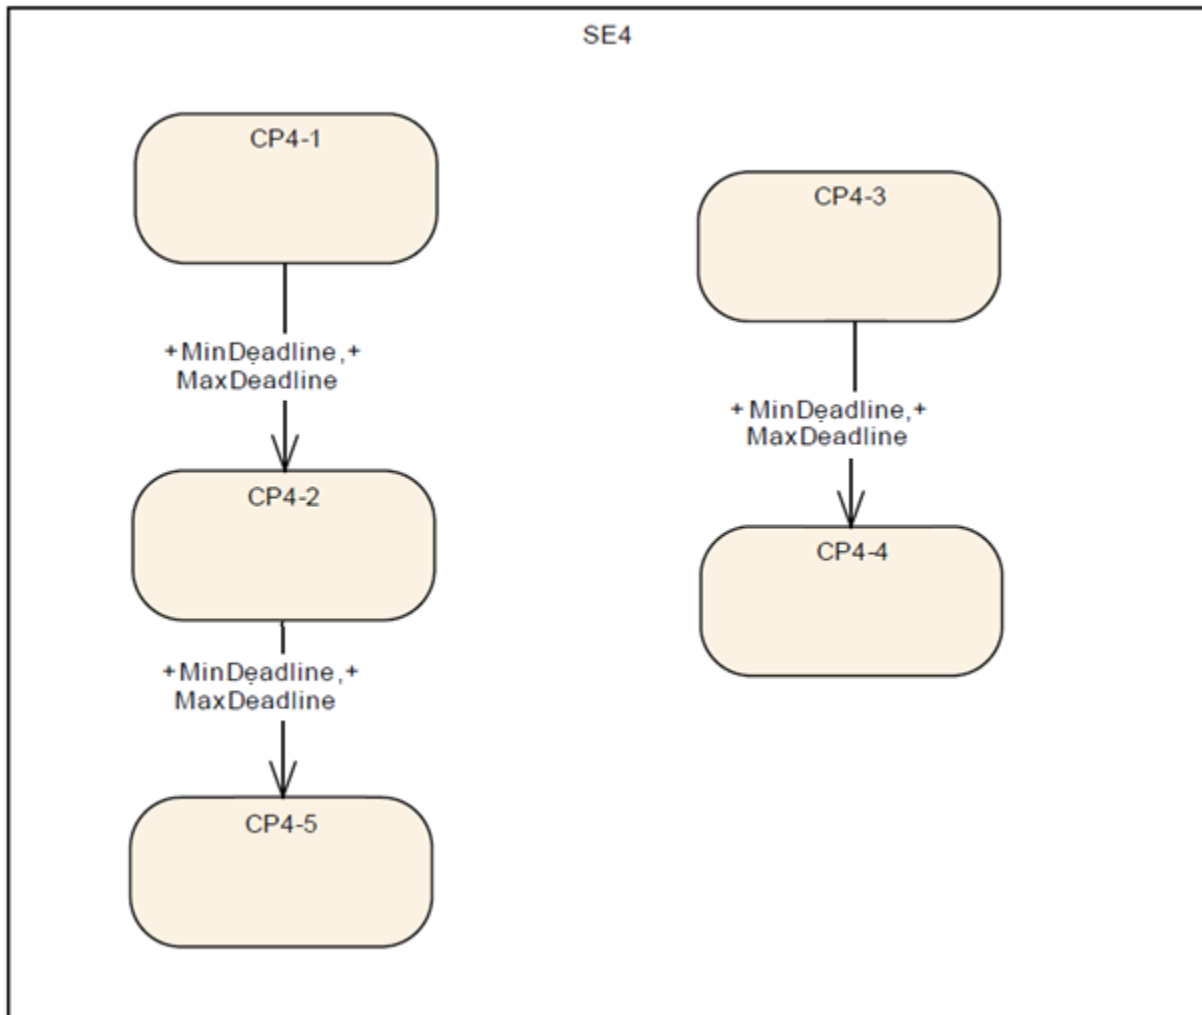 SE4
CP4-1
+MinDeadline,+
MaxDeadline
CP4-2
+MinDeadline,+
MaxDeadline
CP4-5
CP4-3
+MinDeadline,+
MaxDeadline
CP4-4